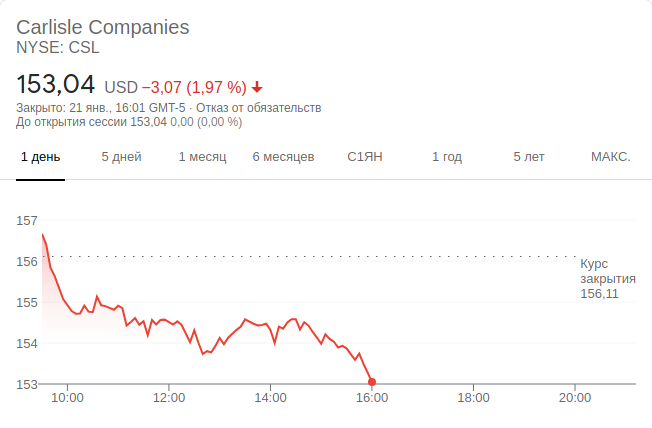 Carlisle Companies
NYSE: CSL
153,04 USD −3,07 (1,97 %)
Закрыто: 21 янв., 16:01 GMT-5 · Отказ от обязательств
До открытия сессии 153,04 0,00 (0,00 %)
1 день 5 дней 1 месяц 6 месяцев С1ЯН 1 год 5 лет МАКС.
157
156
155
154
153
Курс
закрытия
156,11
10:00 12:00 14:00 16:00 18:00 20:00